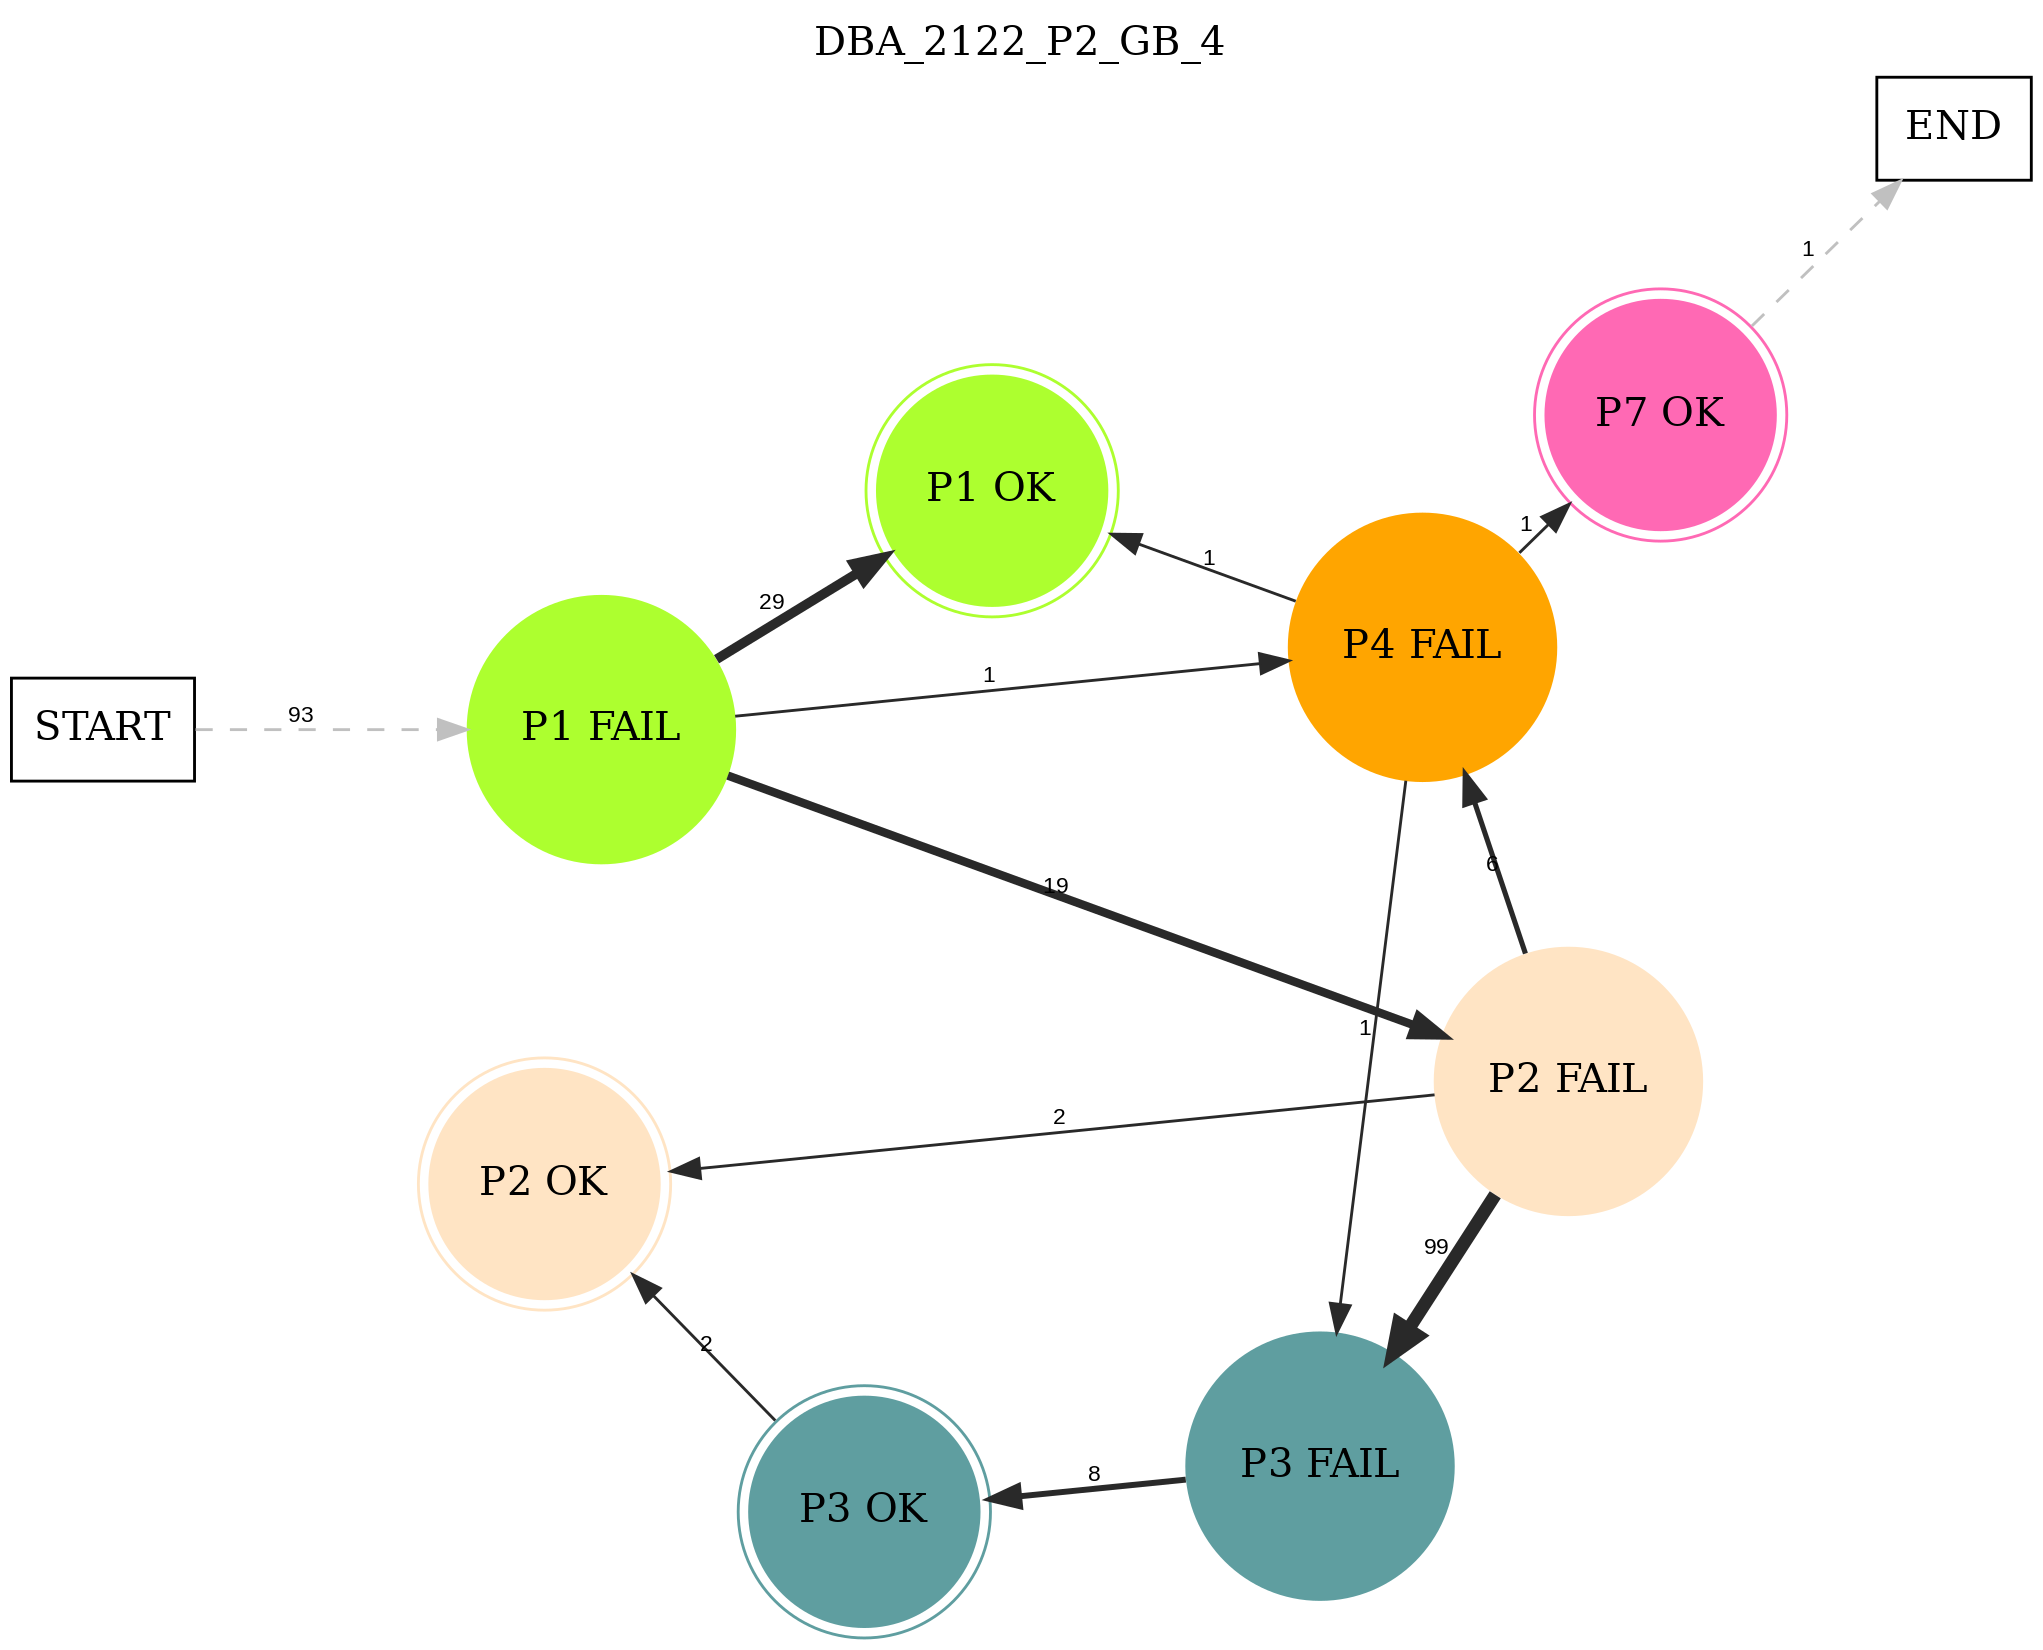 DBA_2122_P2_GB_4
END
1
P7 OK
P1 OK
1
1
29
P4 FAIL
1
START
93
P1 FAIL
6
19
1
P2 FAIL
2
P2 OK
99
2
P3 FAIL
8
P3 OK